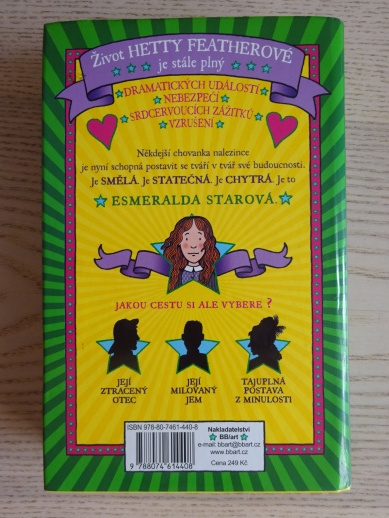 Život HETTY FEATHEROVÉ
je stále plný
DRAMATICKÝCH UDÁLOSTI
NEBEZPEČÍ
SRDCERVOUCÍCH ZÁŽITKŮ
VZRUŠENÍ
Někdejší chovanka nalezince
je nyní schopná postavit se tváří v tvář své budoucnosti.
Je SMĚLÁ. Je STATEČNÁ. Je CHYTRÁ. Je to
ESMERALDA STAROVÁ.
JAKOU CESTU SI ALE VYBERE?
JEJÍ
ZTRACENÝ
OTEC
JEJÍ
MILOVANÝ
JEM
TAJUPLNÁ
POSTAVA
Z MINULOSTI
ISBN 978-80-7461-440-8
9 788074 614408
Nakladatelství
BB/art
e-mail: bbart@bbart.cz
www.bbart.cz
Cena 249 Kč